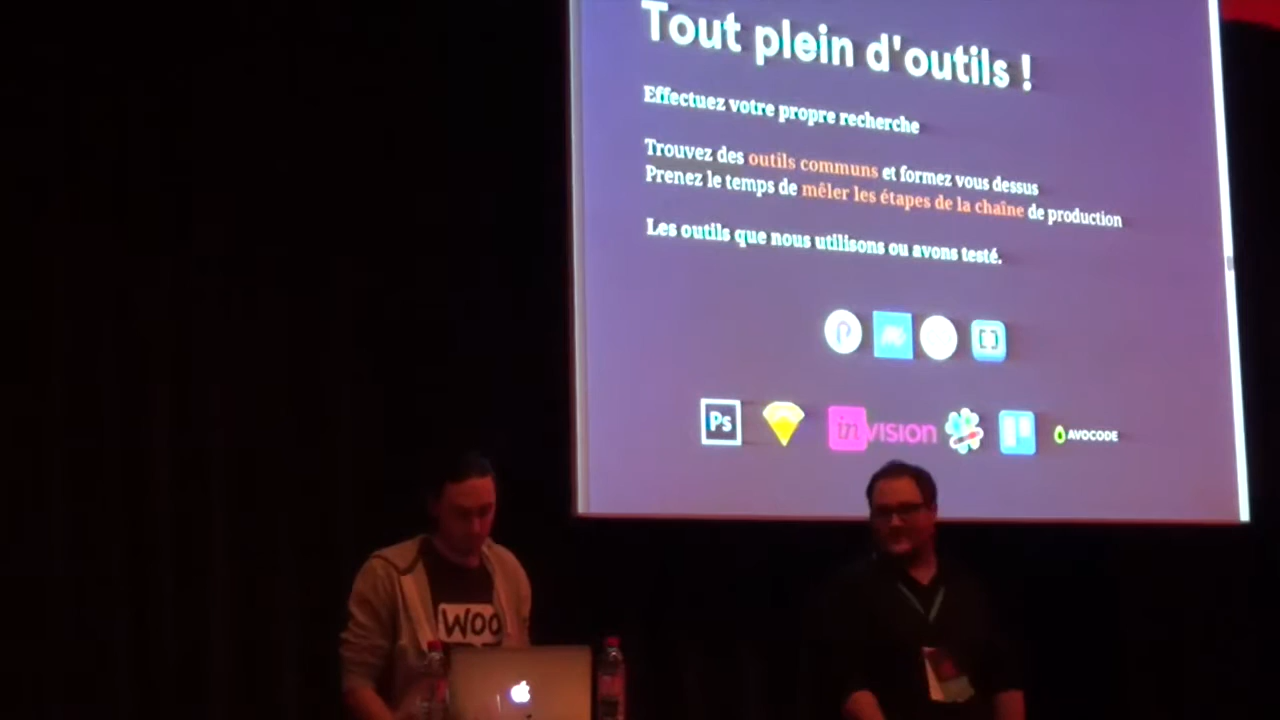 Tout plein d'outils !
Effectuez votre propre recherche
Trouvez des outils communs et formez vous dessus
Prenez le temps de mêler les étapes de la chaîne de production
Les outils que nous utilisons ou avons testé.
Ps
inVISION
AVOCODE
WOO